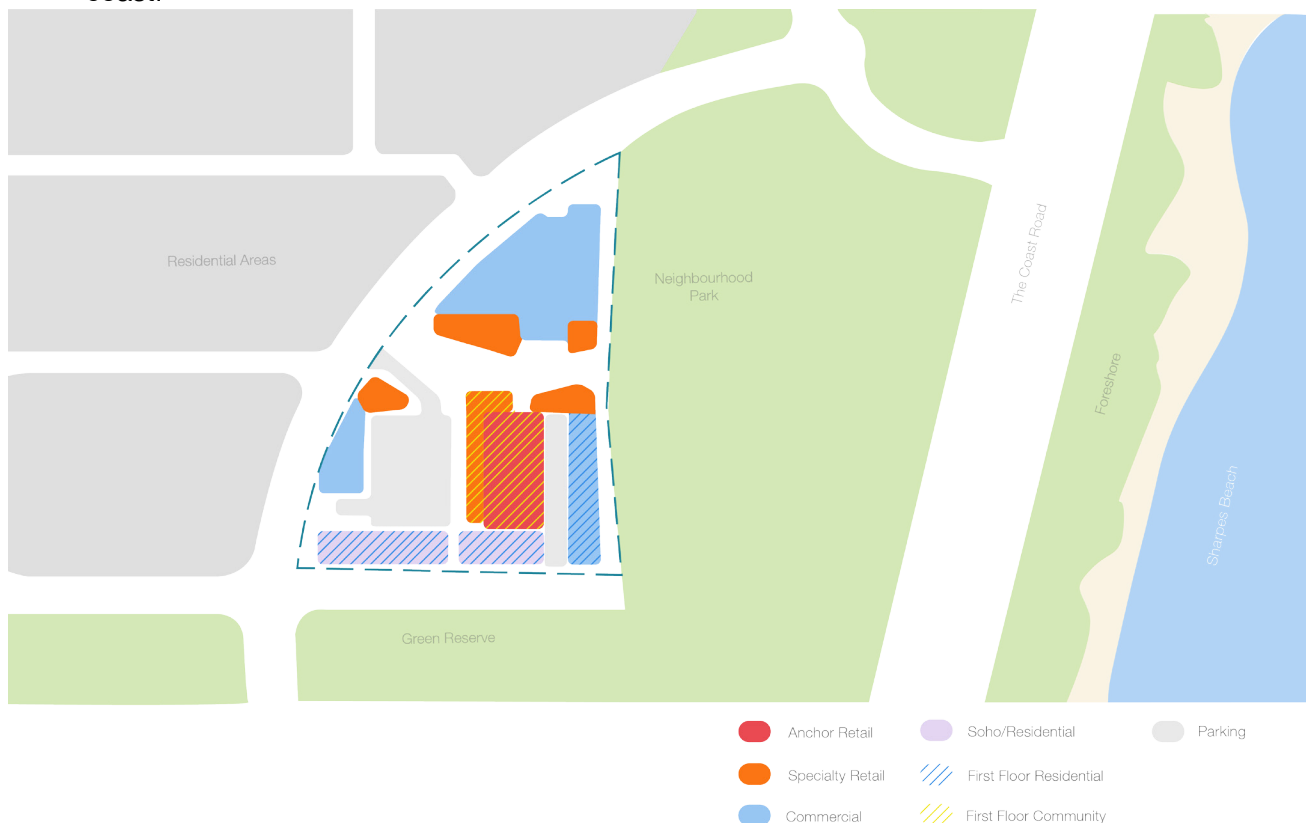 coast.
Residential Areas
Neighbourhood
Park
The Coast Road
Foreshore
Sharpes Beach
Green Reserve
Anchor Retail
Soho/Residential
Parking
Specialty Retail
First Floor Residential
Commercial
First Floor Community